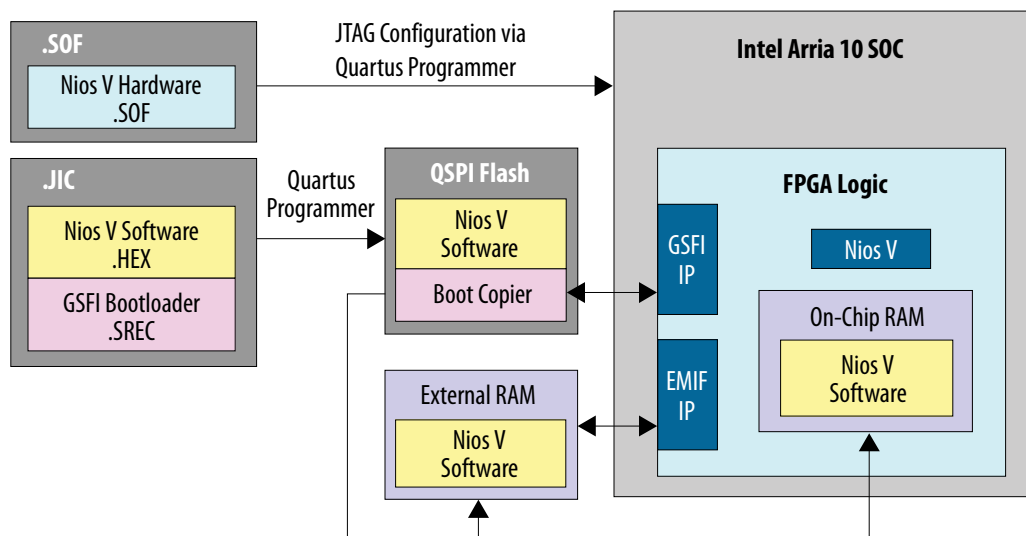 .SOF
Nios V Hardware
.SOF
JTAG Configuration via
Quartus Programmer
Intel Arria 10 SOC
.JIC
Nios V Software
.HEX
GSFI Bootloader
.SREC
Quartus
Programmer
QSPI Flash
Nios V
Software
Boot Copier
External RAM
Nios V
Software
FPGA Logic
GSFI
IP
Nios V
On-Chip RAM
Nios V
Software
EMIF
IP